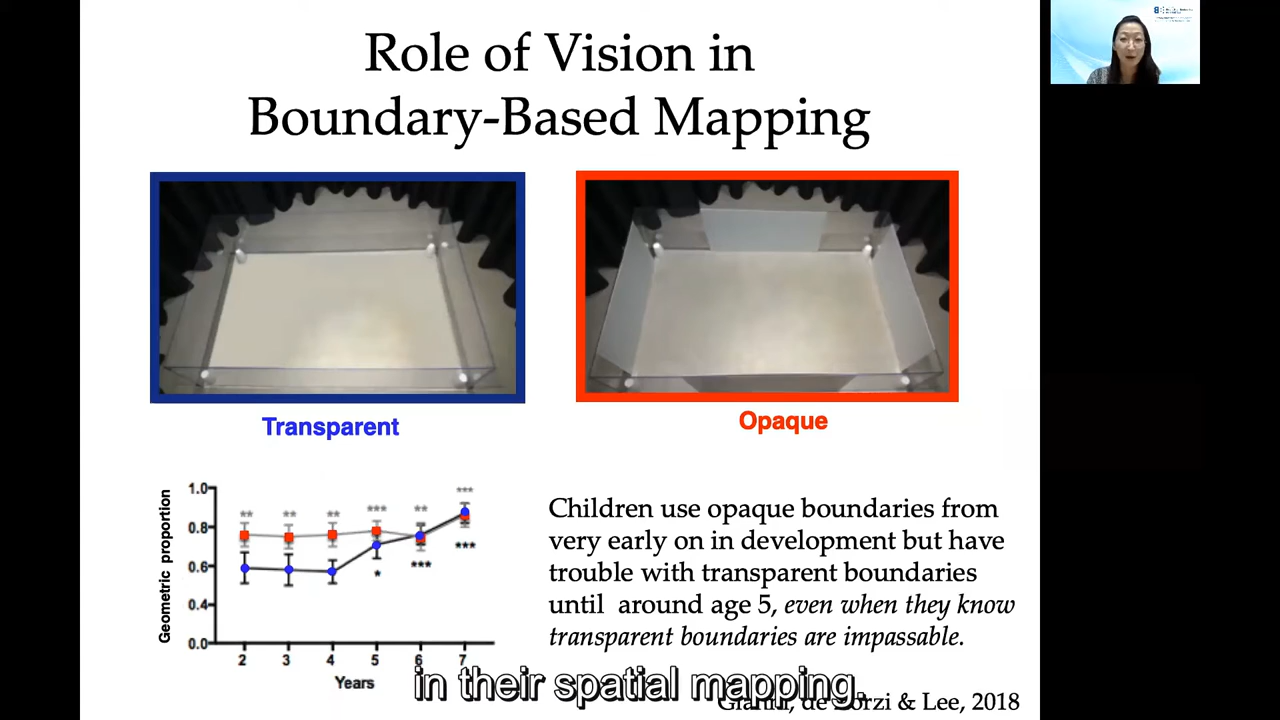 Role of Vision in
Boundary-Based Mapping
Transparent
Opaque
Geometric proportion
1.0
0.8
0.6
0.4
0.2
0.0
** ** ** *** ** ***
* *** ***
2 3 4 5 6 7
Years
Children use opaque boundaries from
very early on in development but have
trouble with transparent boundaries
until around age 5, even when they know
transparent boundaries are impassable.
in their spatial mapping.
& Lee, 2018